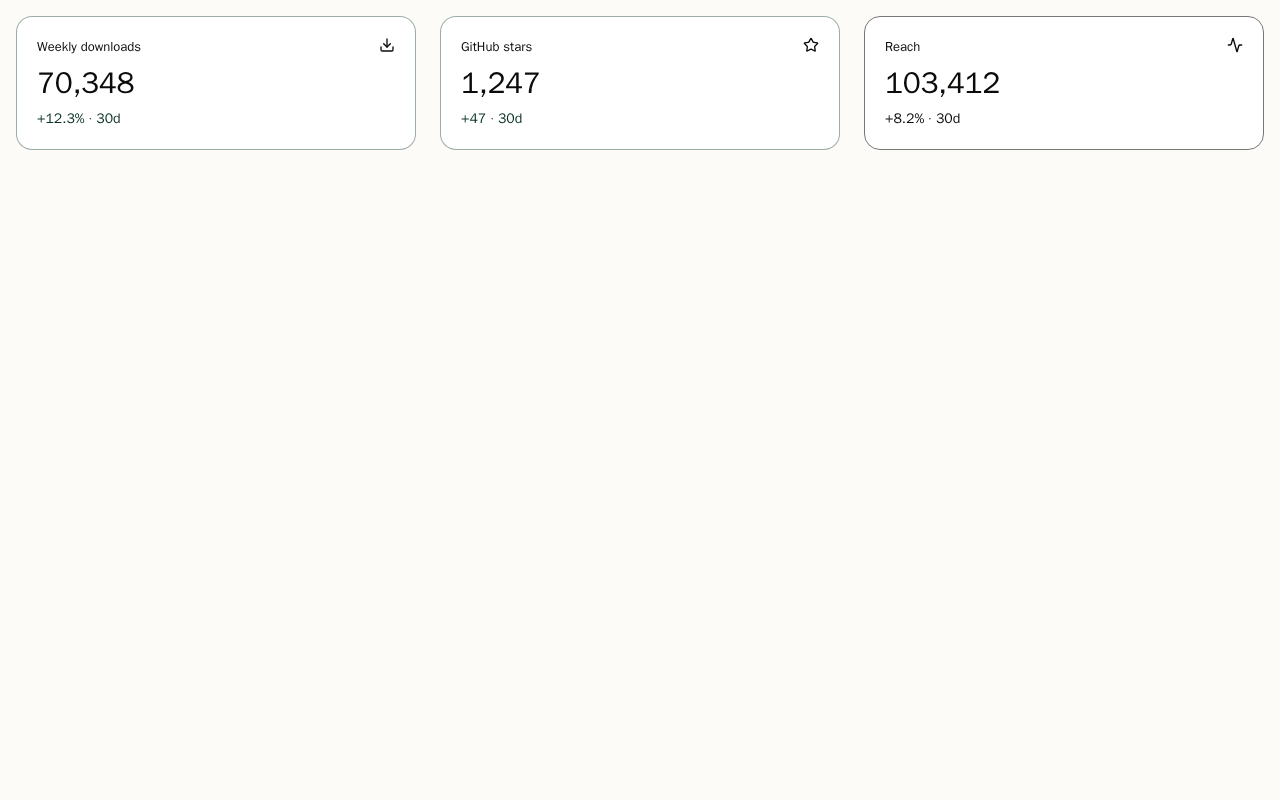 Weekly downloads
70,348
+12.3% · 30d
GitHub stars
1,247
+47 · 30d
Reach
103,412
+8.2% · 30d